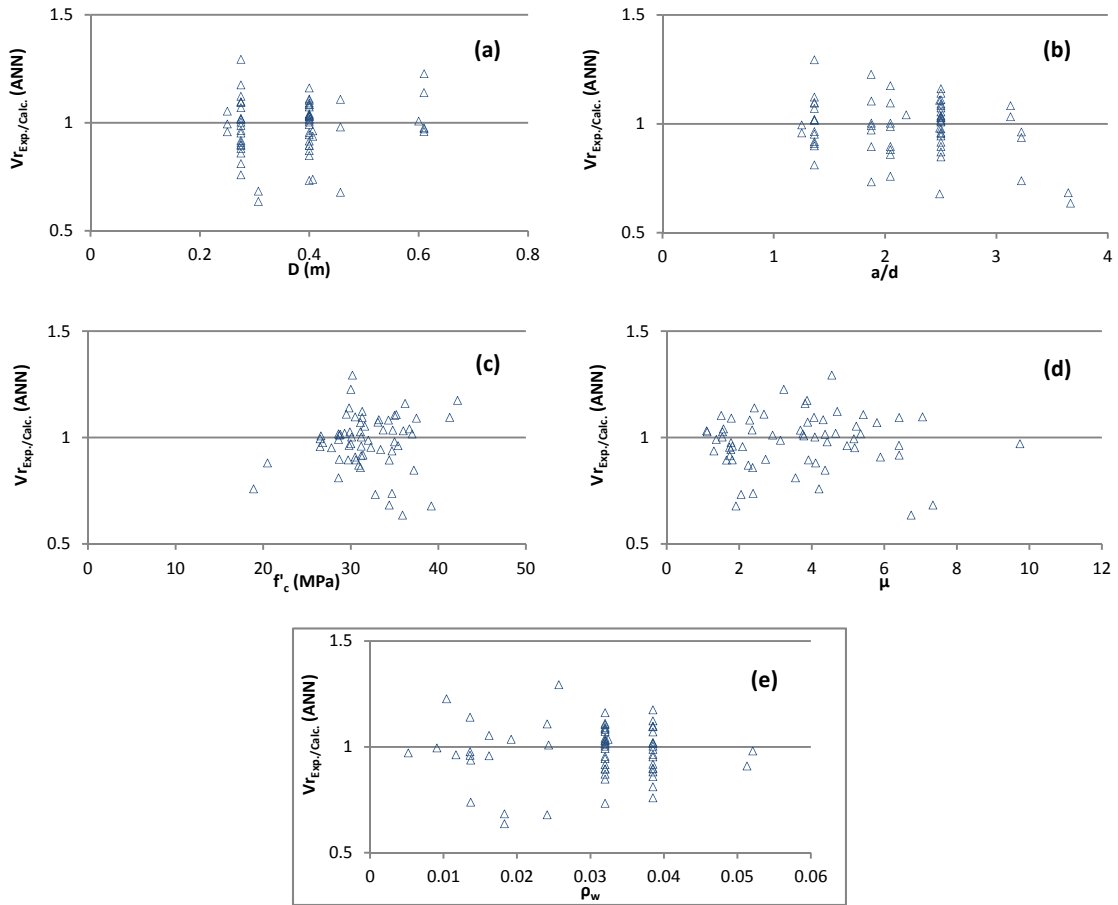 1.5
(a)
Vr Exp./Calc. (ANN)
1
0.5
0 0.2 0.4 0.6 0.8
D (m)
1.5
(b)
Vr Exp./Calc. (ANN)
1
0.5
0 1 2 3 4
a/d
1.5
(c)
Vr Exp./Calc. (ANN)
1
0.5
0 10 20 30 40 50
f'c (MPa)
1.5
(d)
Vr Exp./Calc. (ANN)
1
0.5
0 2 4 6 8 10 12
μ
1.5
(e)
Vr Exp./Calc. (ANN)
1
0.5
0 0.01 0.02 0.03 0.04 0.05 0.06
ρw